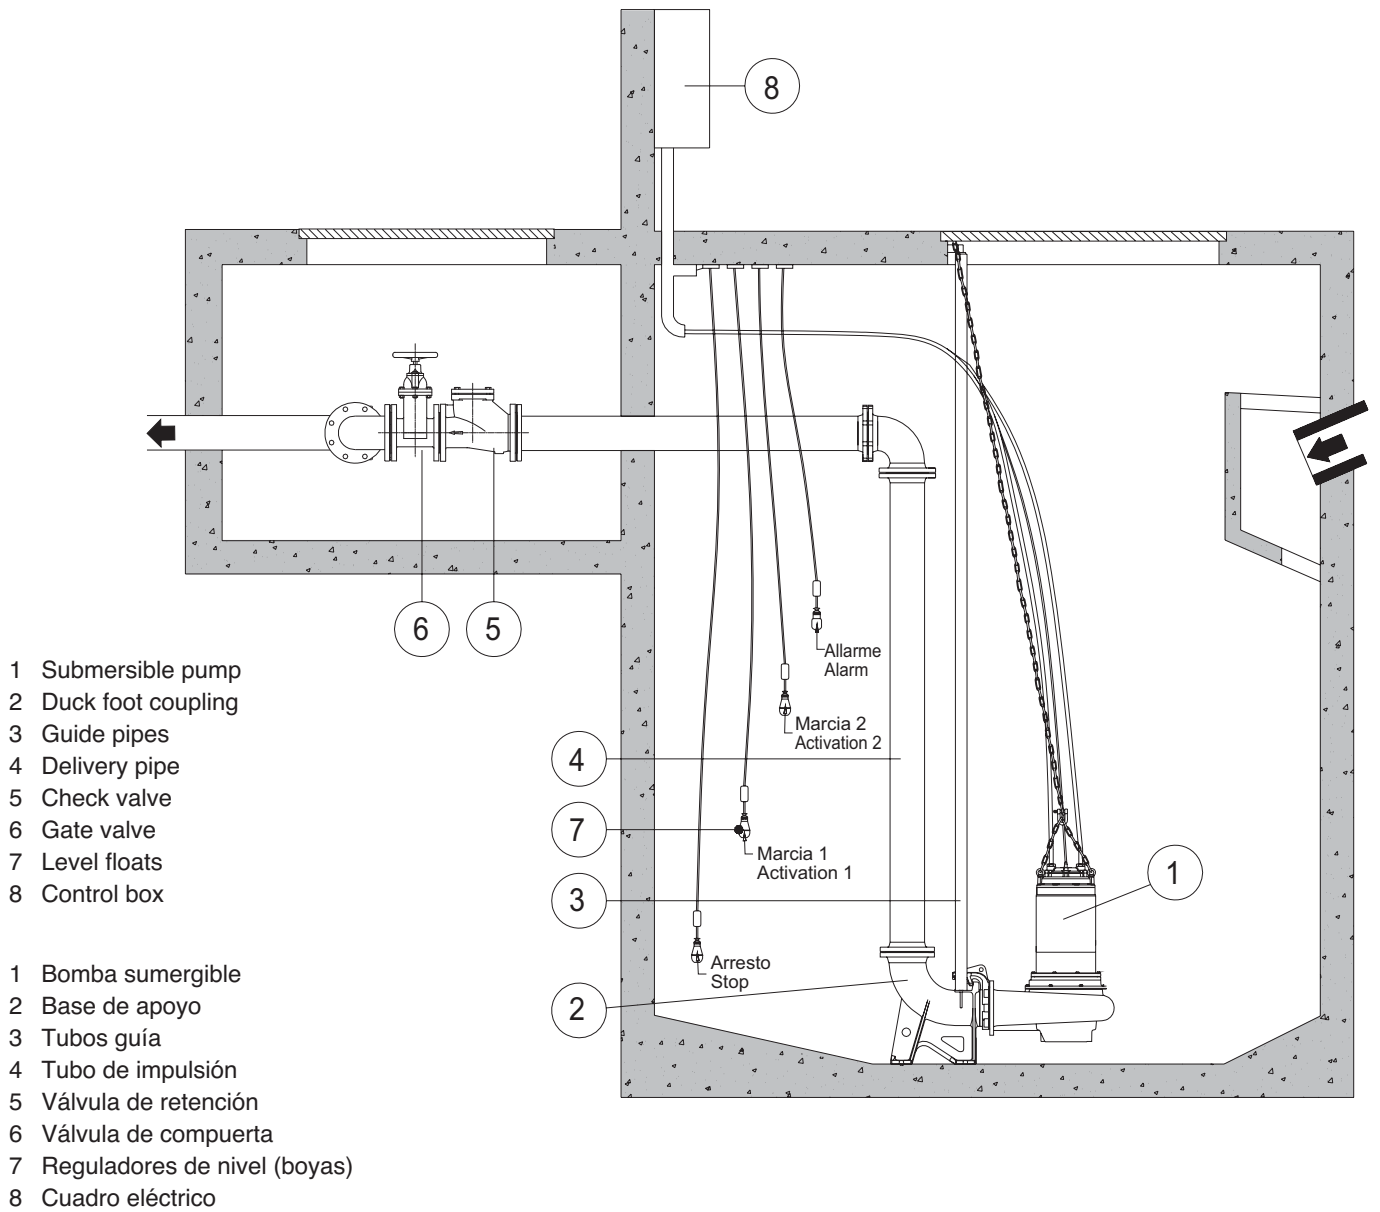 8
6
5
Allarme
Alarm
Marcia 2
Activation 2
4
7
Marcia 1
Activation 1
1
3
Arresto
Stop
2
1 Submersible pump
2 Duck foot coupling
3 Guide pipes
4 Delivery pipe
5 Check valve
6 Gate valve
7 Level floats
8 Control box
1 Bomba sumergible
2 Base de apoyo
3 Tubos guía
4 Tubo de impulsión
5 Válvula de retención
6 Válvula de compuerta
7 Reguladores de nivel (boyas)
8 Cuadro eléctrico